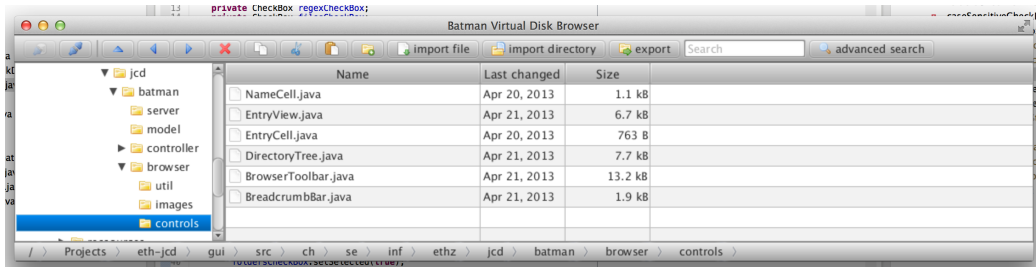 13 private CheckBox regexCheckBox;
Batman Virtual Disk Browser
import file import directory export Search advanced search
jcd
batman
server
model
controller
browser
util
images
controls
Name Last changed Size
NameCell.java Apr 20, 2013 1.1 kB
EntryView.java Apr 21, 2013 6.7 kB
EntryCell.java Apr 20, 2013 763 B
DirectoryTree.java Apr 21, 2013 7.7 kB
BrowserToolbar.java Apr 21, 2013 13.2 kB
BreadcrumbBar.java Apr 21, 2013 1.9 kB
/ Projects eth-jcd gui src ch se inf ethz jcd batman browser controls